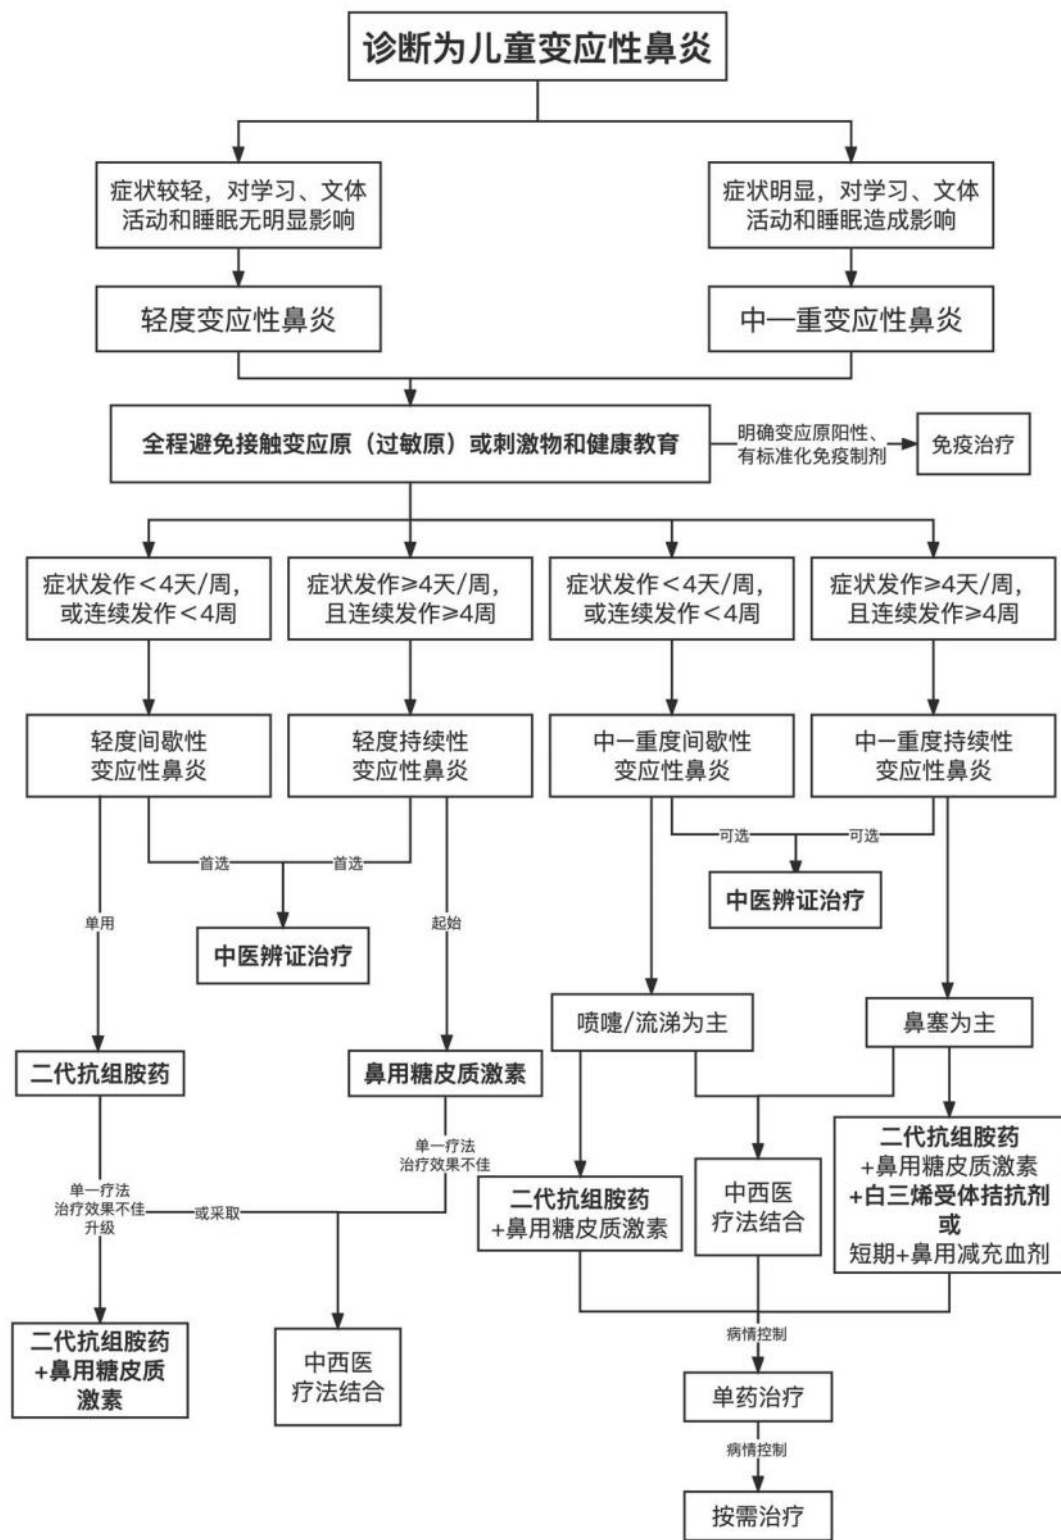 诊断为儿童变应性鼻炎
症状较轻，对学习、文体
活动和睡眠无明显影响
症状明显，对学习、文体
活动和睡眠造成影响
轻度变应性鼻炎
中一重变应性鼻炎
全程避免接触变应原（过敏原）或刺激物和健康教育
明确变应原阳性、
有标准化免疫制剂
免疫治疗
症状发作＜4天/周，
或连续发作＜4周
症状发作≥4天/周，
且连续发作≥4周
症状发作＜4天/周，
或连续发作＜4周
症状发作≥4天/周，
且连续发作≥4周
轻度间歇性
变应性鼻炎
轻度持续性
变应性鼻炎
中一重度间歇性
变应性鼻炎
中一重度持续性
变应性鼻炎
首选
首选
可选
可选
单用
中医辨证治疗
起始
中医辨证治疗
喷嚏/流涕为主
鼻塞为主
二代抗组胺药
鼻用糖皮质激素
单一疗法
治疗效果不佳
升级
或采取
单一疗法
治疗效果不佳
二代抗组胺药
+鼻用糖皮质激素
中西医
疗法结合
二代抗组胺药
+鼻用糖皮质激素
+白三烯受体拮抗剂
或
短期+鼻用减充血剂
二代抗组胺药
+鼻用糖皮质
激素
中西医
疗法结合
病情控制
单药治疗
病情控制
按需治疗